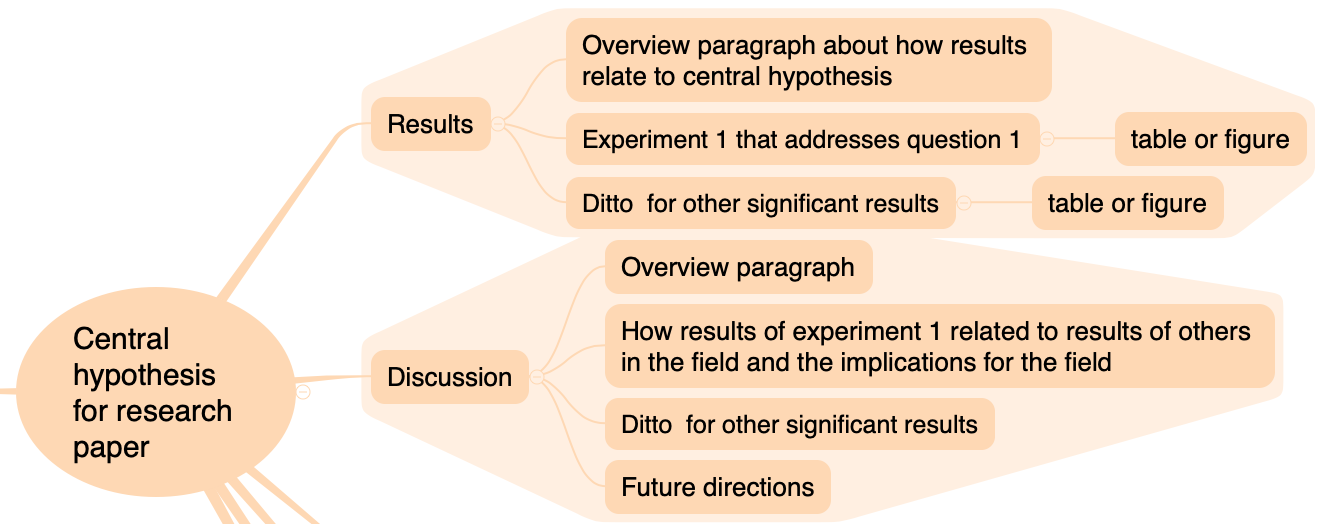 Results
Overview paragraph about how results
relate to central hypothesis
Experiment 1 that addresses question 1
table or figure
Ditto  for other significant results
table or figure
Central
hypothesis
for research
paper
Discussion
Overview paragraph
How results of experiment 1 related to results of others
in the field and the implications for the field
Ditto  for other significant results
Future directions